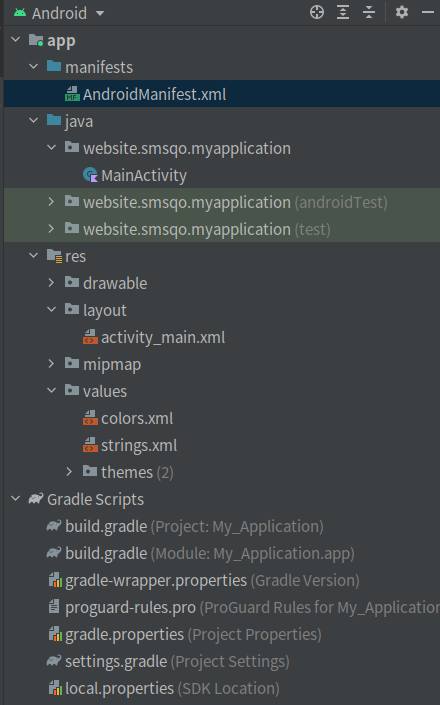 Android
app
manifests
AndroidManifest.xml
java
website.smsqo.myapplication
MainActivity
website.smsqo.myapplication (androidTest)
website.smsqo.myapplication (test)
res
drawable
layout
activity_main.xml
mipmap
values
colors.xml
strings.xml
themes (2)
Gradle Scripts
build.gradle (Project: My_Application)
build.gradle (Module: My_Application.app)
gradle-wrapper.properties (Gradle Version)
proguard-rules.pro (ProGuard Rules for My_Application
gradle.properties (Project Properties)
settings.gradle (Project Settings)
local.properties (SDK Location)